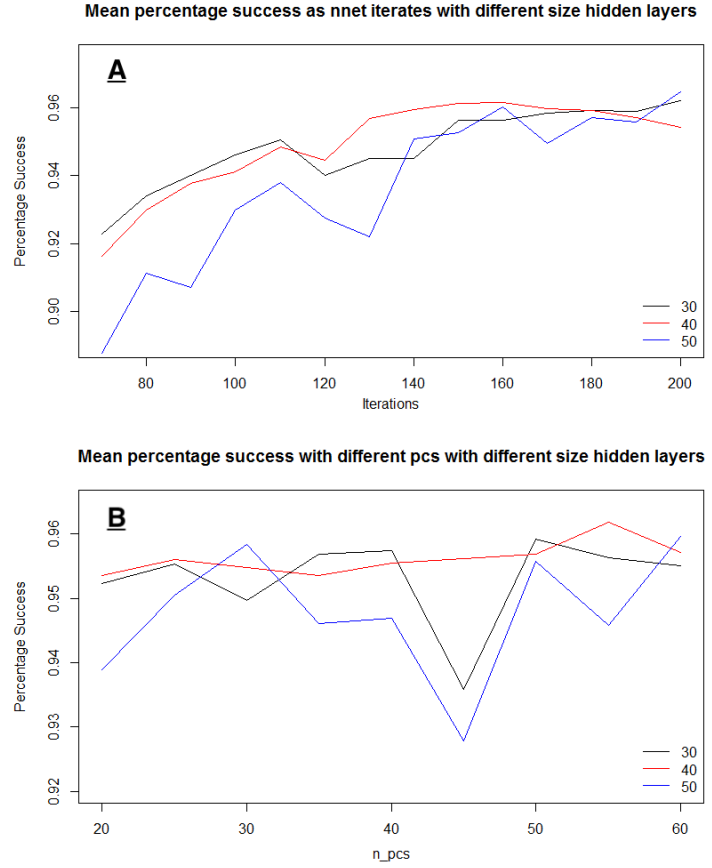 Mean percentage success as nnet iterates with different size hidden layers
A
Percentage Success
0.96
0.94
0.92
0.90
30
40
50
80 100 120 140 160 180 200
Iterations
Mean percentage success with different pcs with different size hidden layers
B
Percentage Success
0.96
0.95
0.94
0.93
0.92
30
40
50
20 30 40 50 60
n_pcs